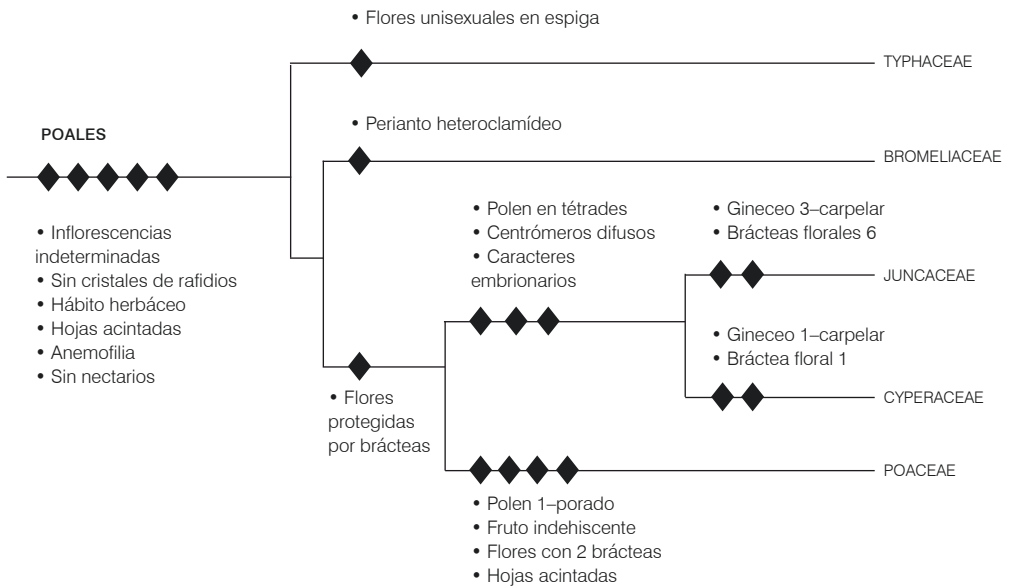 • Flores unisexuales en espiga
TYPHACEAE
POALES
• Perianto heteroclamídeo
BROMELIACEAE
• Inflorescencias
indeterminadas
• Sin cristales de rafidios
• Hábito herbáceo
• Hojas acintadas
• Anemofilia
• Sin nectarios
• Polen en tétrades
• Centrómeros difusos
• Caracteres
embrionarios
• Gineceo 3–carpelar
• Brácteas florales 6
JUNCACEAE
• Gineceo 1–carpelar
• Bráctea floral 1
CYPERACEAE
• Flores
protegidas
por brácteas
POACEAE
• Polen 1–porado
• Fruto indehiscente
• Flores con 2 brácteas
• Hojas acintadas